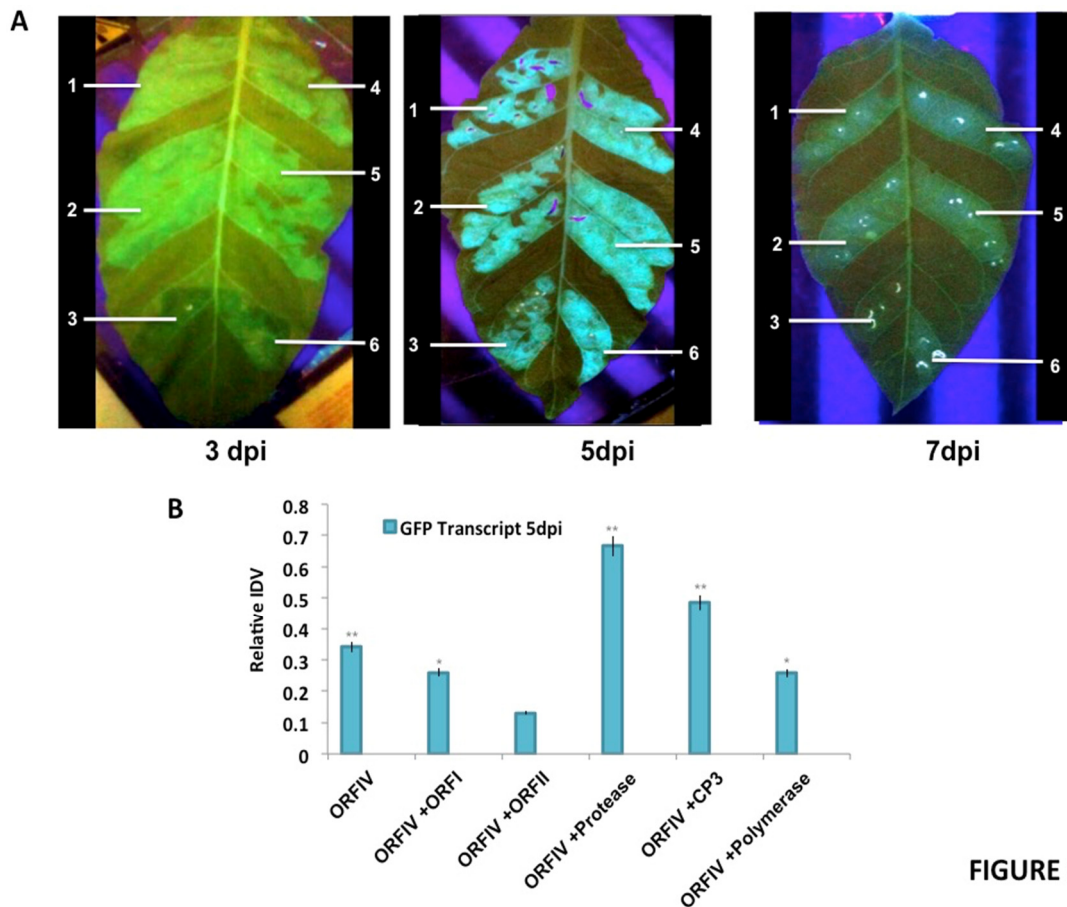 A
1
2
3
4
5
6
3 dpi
1
2
3
4
5
6
5dpi
1
2
3
4
5
6
7dpi
B
GFP Transcript 5dpi
Relative IDV
0.8
0.7
0.6
0.5
0.4
0.3
0.2
0.1
0
**
*
**
**
*
ORFIV
ORFIV +ORFI
ORFIV +ORFII
ORFIV +Protease
ORFIV +CP3
ORFIV +Polymerase
FIGURE